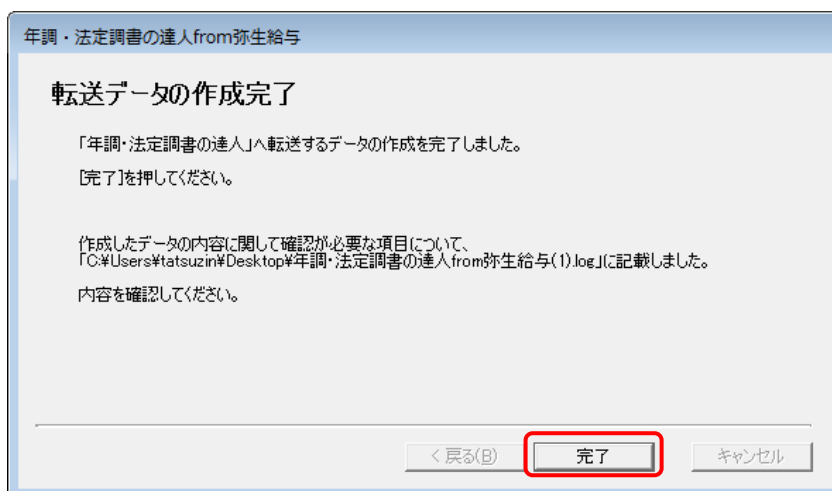 年調・法定調書の達人from弥生給与
転送データの作成完了
「年調・法定調書の達人」へ転送するデータの作成を完了しました。
[完了]を押してください。
作成したデータの内容に関して確認が必要な項目について、
「C:¥Users¥tatsuzin¥Desktop¥年調・法定調書の達人from弥生給与(1).log」に記載しました。
内容を確認してください。
< 戻る(B) 完了 キャンセル